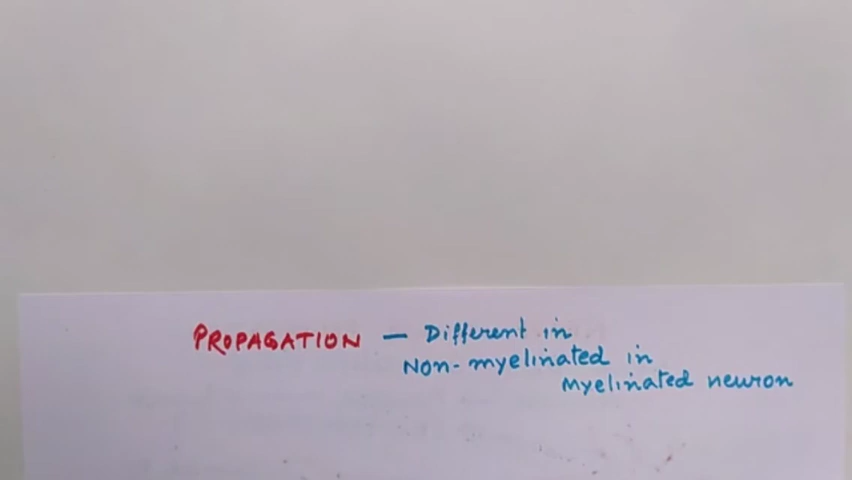 PROPAGATION — Different in
Non-myelinated in
myelinated neuron